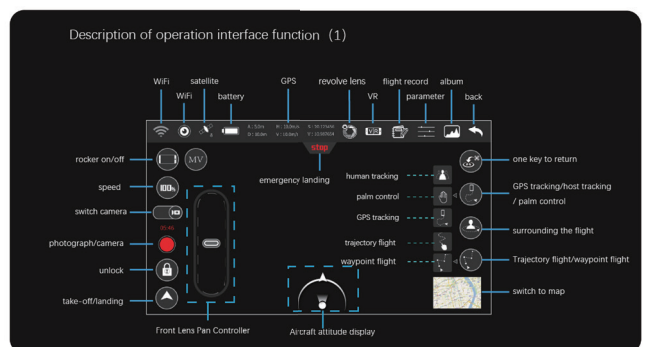 Description of operation interface function (1)
WiFi
satellite
GPS
revolve lens
flight record
album
WiFi
battery
VR
parameter
back
VR
stop
rocker on/off
MV
emergency landing
human tracking
one key to return
speed
100%
palm control
GPS tracking/host tracking
/ palm control
switch camera
GPS tracking
photograph/camera
surrounding the flight
trajectory flight
unlock
waypoint flight
Trajectory flight/waypoint flight
take-off/landing
switch to map
Front Lens Pan Controller
Aircraft attitude display